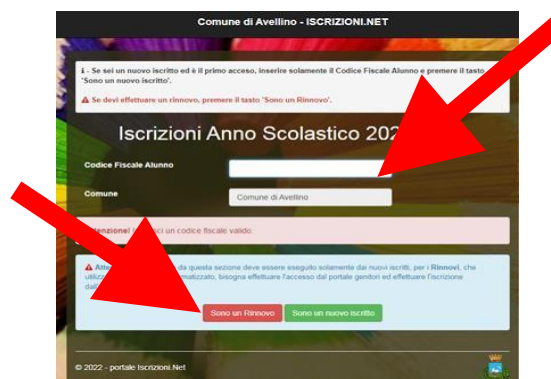 Comune di Avellino - ISCRIZIONI.NET
i - Se sei un nuovo iscritto ed è il primo accesso, inserire solamente il Codice Fiscale Alunno e premere il tasto
'Sono un nuovo iscritto'.
Se devi effettuare un rinnovo, premere il tasto 'Sono un Rinnovo'.
Iscrizioni Anno Scolastico 202
Codice Fiscale Alunno
Comune
Comune di Avellino
un codice fiscale valido.
da questa sezione deve essere eseguito solamente dai nuovi iscritti, per i Rinnovi, che
bisogna effettuare l'accesso dal portale genitori ed effettuare l'iscrizione
Sono un Rinnovo
Sono un nuovo iscritto
© 2022 - portale Iscrizioni.Net